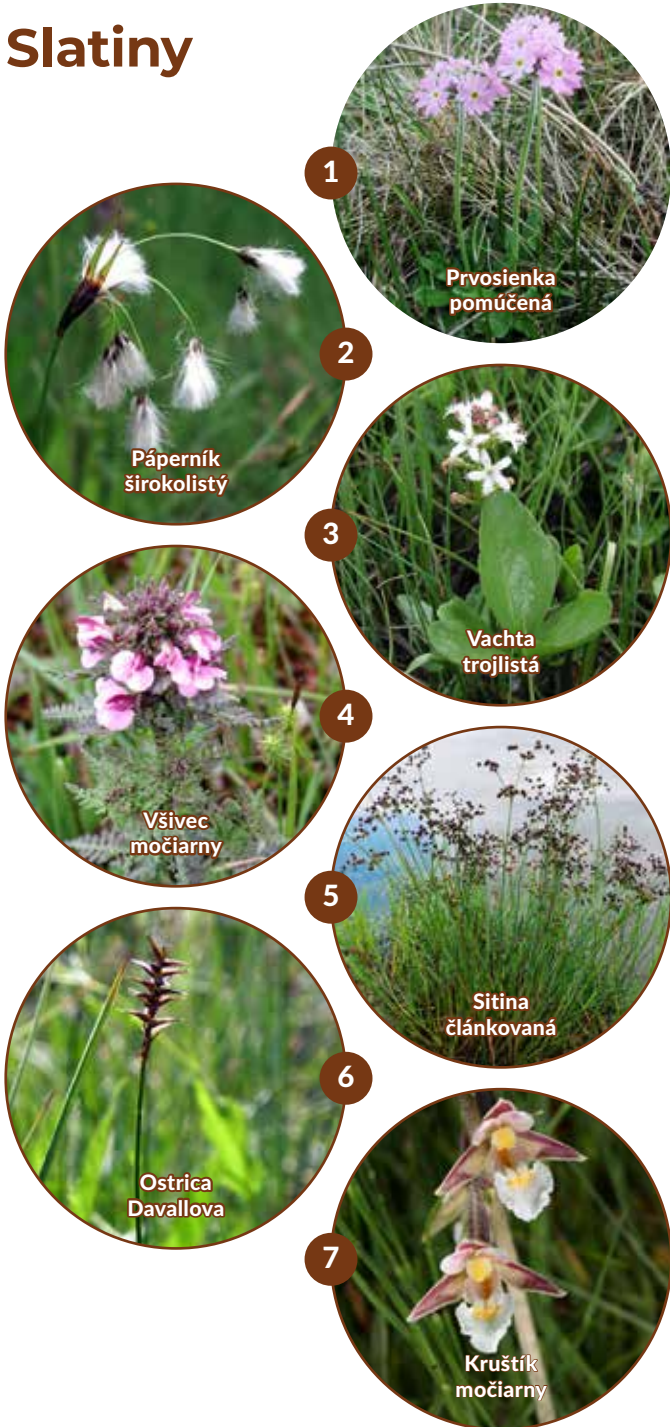 Slatiny
1
Prvosienka
pomúčená
2
Páperník
širokolistý
3
Vachta
trojlistá
4
Všivec
močiarny
5
Sitina
článkovaná
6
Ostrica
Davallova
7
Kruštík
močiarny